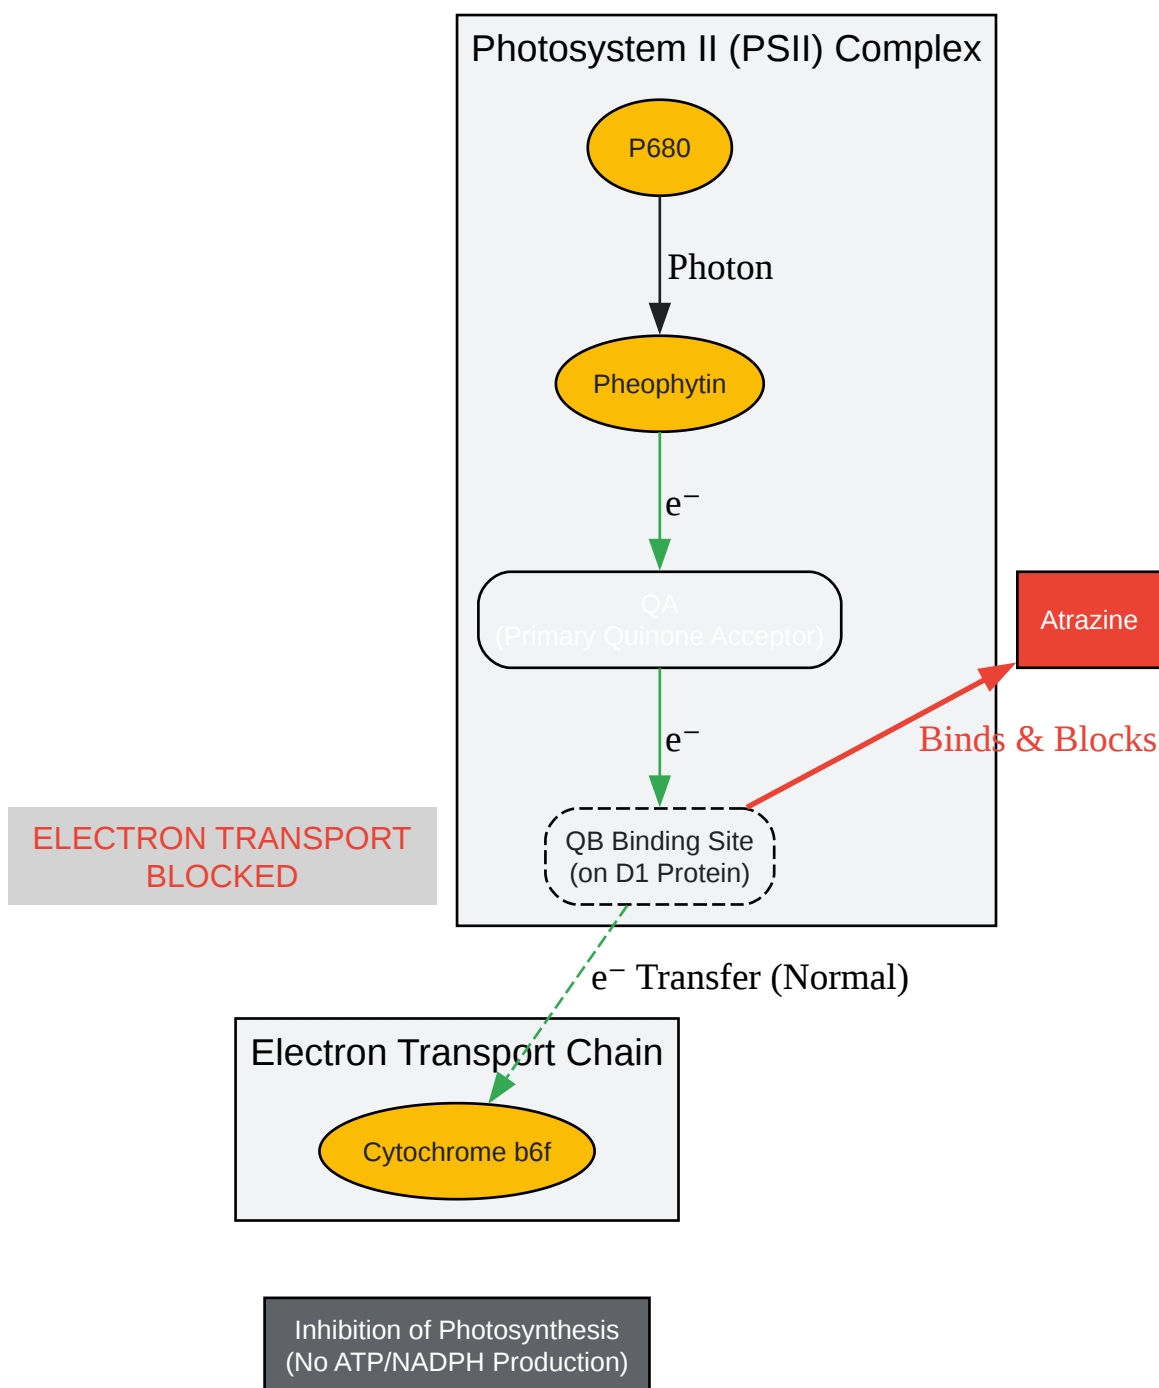 Photosystem II (PSII) Complex
P680
Photon
Pheophytin
e⁻
QA
(Primary Quinone Acceptor)
Atrazine
e⁻
Binds & Blocks
ELECTRON TRANSPORT
BLOCKED
QB Binding Site
(on D1 Protein)
e⁻ Transfer (Normal)
Electron Transport Chain
Cytochrome b6f
Inhibition of Photosynthesis
(No ATP/NADPH Production)